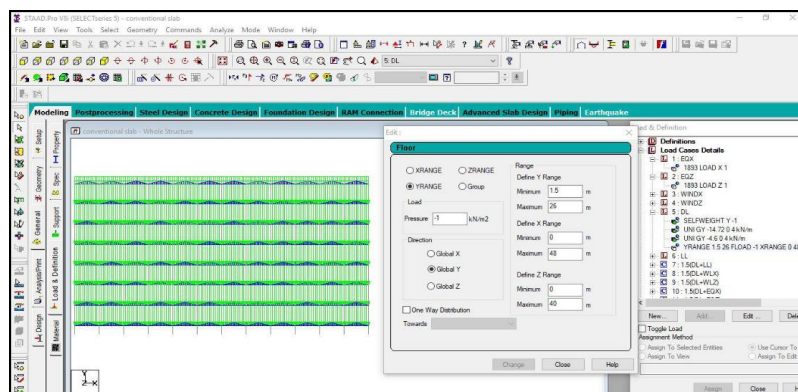 STAAD.Pro V8i (SELECTseries 5) - conventional slab
File Edit View Tools Select Geometry Commands Analyze Mode Window Help
5: DL
Modeling Postprocessing Steel Design Concrete Design Foundation Design RAM Connection Bridge Deck Advanced Slab Design Piping Earthquake
conventional slab - Whole Structure
Setup
Geometry
General
Analysis/Print
Design
Property
Spec
Support
Load & Definition
Material
Edit :
Floor
XRANGE ZRANGE
YRANGE Group
Load
Pressure -1 kN/m2
Direction
Global X
Global Y
Global Z
One Way Distribution
Towards
Range
Define Y Range
Minimum 1.5 m
Maximum 26 m
Define X Range
Minimum 0 m
Maximum 48 m
Define Z Range
Minimum 0 m
Maximum 40 m
Change Close Help
ad & Definition
Definitions
Load Cases Details
1 : EQX
1893 LOAD X 1
2 : EQZ
1893 LOAD Z 1
3 : WINDX
4 : WINDZ
5 : DL
SELFWEIGHT Y -1
UNI GY -14.72 0.4 kN/m
UNI GY -4.6 0.4 kN/m
YRANGE 1.5 26 FLOAD -1 XRANGE 0 48
6 : LL
7 : 1.5(DL+LL)
8 : 1.5(DL+WLX)
9 : 1.5(DL+WLZ)
10 : 1.5(DL+EQX)
New... Add... Edit ... Dele
Toggle Load
Assignment Method
Assign To Selected Entities Use Cursor To
Assign To View Assign To Edit
Assign Close H
Y
Z X